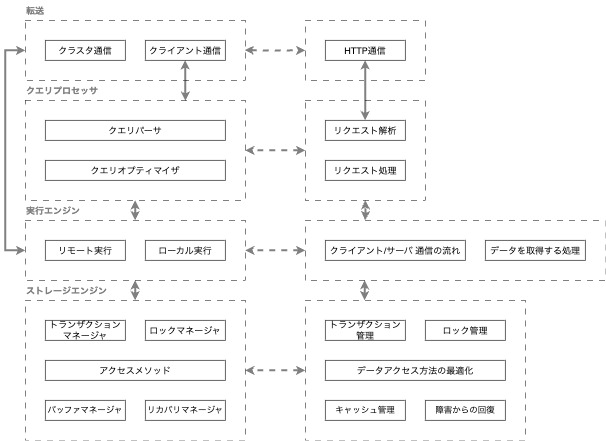 転送
クラスタ通信
クライアント通信
HTTP通信
クエリプロセッサ
クエリパーサ
リクエスト解析
クエリオプティマイザ
リクエスト処理
実行エンジン
リモート実行
ローカル実行
クライアント/サーバ 通信の流れ
データを取得する処理
ストレージエンジン
トランザクション
マネージャ
ロックマネージャ
トランザクション
管理
ロック管理
アクセスメソッド
データアクセス方法の最適化
バッファマネージャ
リカバリマネージャ
キャッシュ管理
障害からの回復